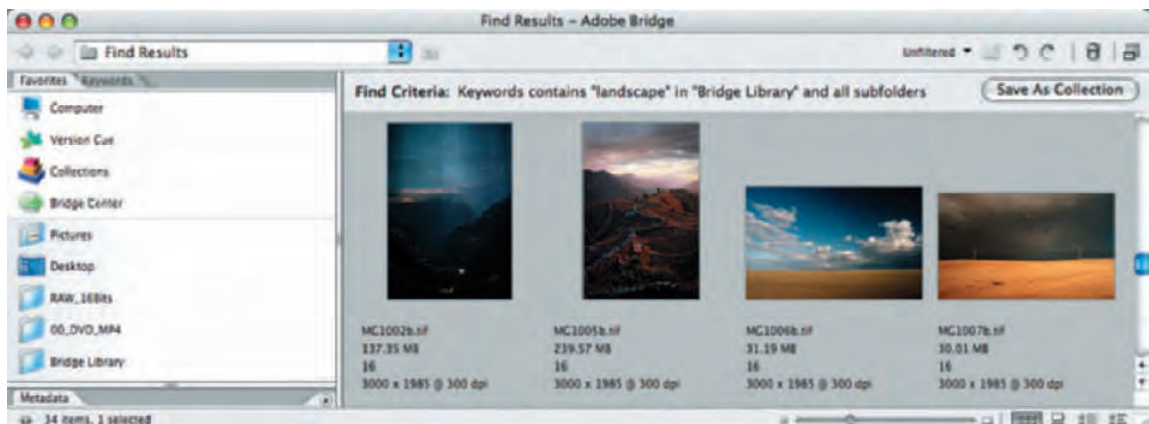 Find Results – Adobe Bridge
Find Results
Unfiltered
Favorites Keywords
Find Criteria: Keywords contains "landscape" in "Bridge Library" and all subfolders
Save As Collection
Computer
Version Cue
Collections
Bridge Center
Pictures
Desktop
RAW_16Bits
00_DVD_MP4
Bridge Library
MC1002b.tif
137.35 MB
16
3000 x 1985 @ 300 dpi
MC1005b.tif
239.57 MB
16
3000 x 1985 @ 300 dpi
MC1006b.tif
31.19 MB
16
3000 x 1985 @ 300 dpi
MC1007b.tif
30.01 MB
16
3000 x 1985 @ 300 dpi
Metadata
34 items, 1 selected